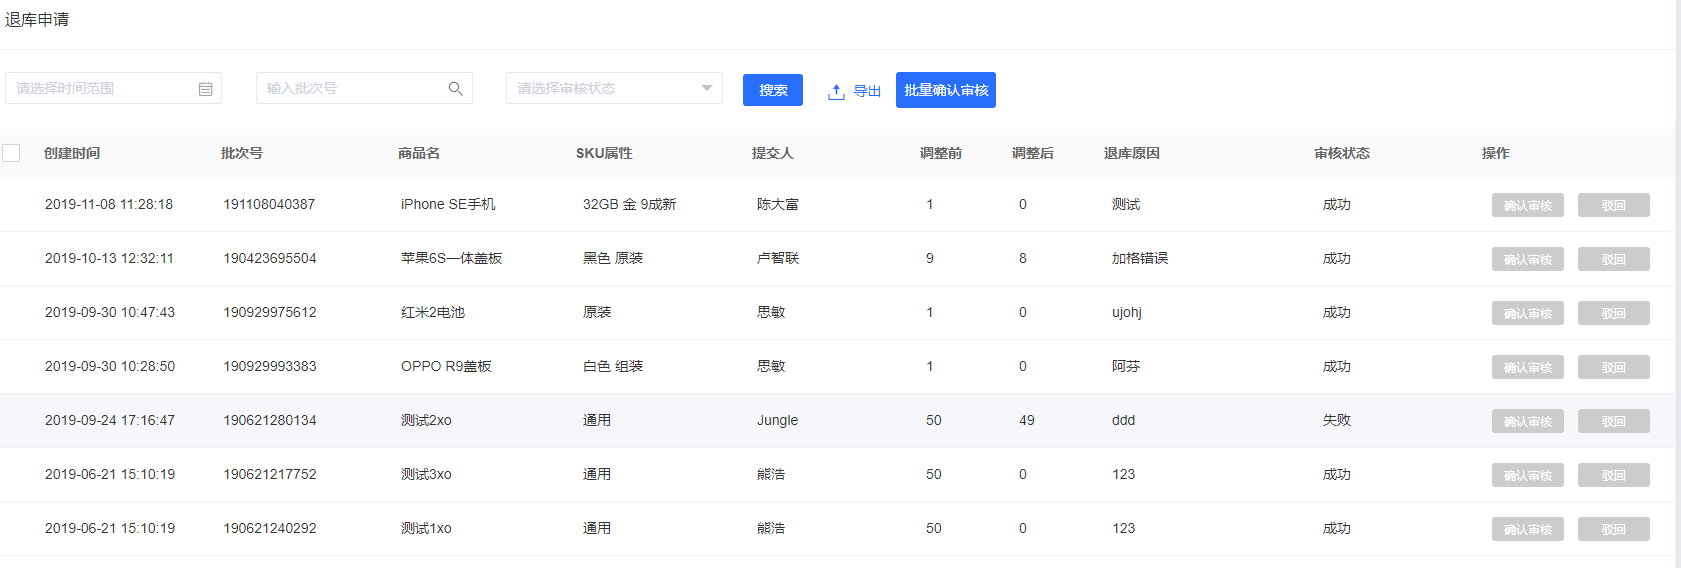 退库申请
请选择时间范围 输入批次号 请选择审核状态 搜索 导出 批量确认审核
创建时间 批次号 商品名 SKU属性 提交人 调整前 调整后 退库原因 审核状态 操作
2019-11-08 11:28:18 191108040387 iPhone SE手机 32GB 金 9成新 陈大富 1 0 测试 成功 确认审核 驳回
2019-10-13 12:32:11 190423695504 苹果6S一体盖板 黑色 原装 卢智联 9 8 加格错误 成功 确认审核 驳回
2019-09-30 10:47:43 190929975612 红米2电池 原装 思敏 1 0 ujohj 成功 确认审核 驳回
2019-09-30 10:28:50 190929993383 OPPO R9盖板 白色 组装 思敏 1 0 阿芬 成功 确认审核 驳回
2019-09-24 17:16:47 190621280134 测试2xo 通用 Jungle 50 49 ddd 失败 确认审核 驳回
2019-06-21 15:10:19 190621217752 测试3xo 通用 熊浩 50 0 123 成功 确认审核 驳回
2019-06-21 15:10:19 190621240292 测试1xo 通用 熊浩 50 0 123 成功 确认审核 驳回